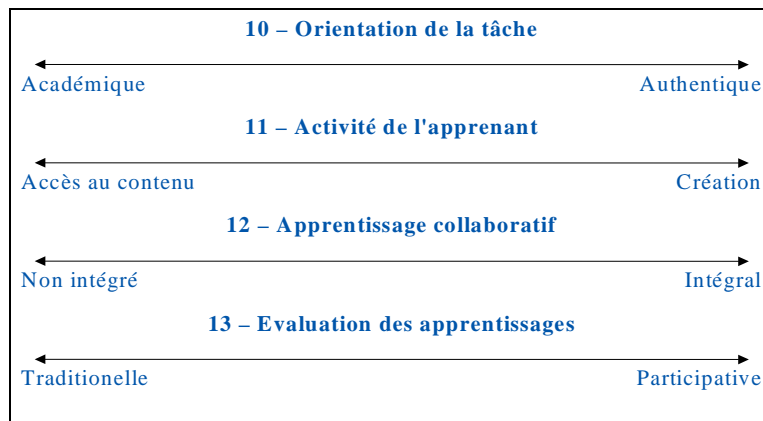 10 – Orientation de la tâche
Académique Authentique
11 – Activité de l'apprenant
Accès au contenu Création
12 – Apprentissage collaboratif
Non intégré Intégral
13 – Evaluation des apprentissages
Traditionelle Participative